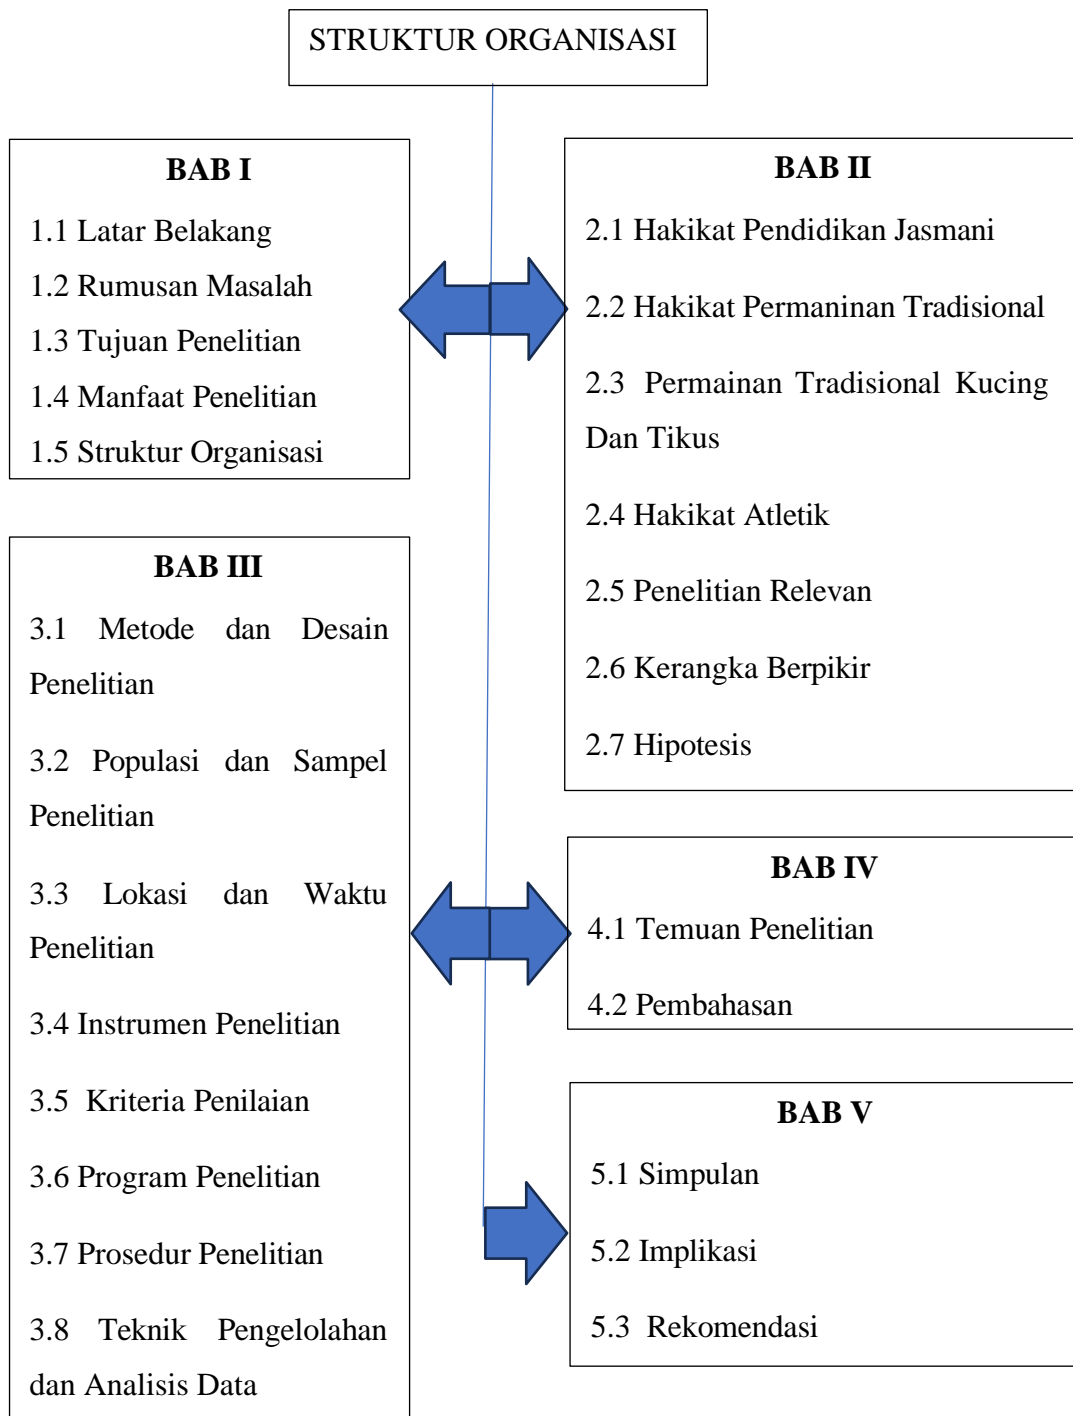 STRUKTUR ORGANISASI
BAB I
1.1 Latar Belakang
1.2 Rumusan Masalah
1.3 Tujuan Penelitian
1.4 Manfaat Penelitian
1.5 Struktur Organisasi
BAB II
2.1 Hakikat Pendidikan Jasmani
2.2 Hakikat Permaninan Tradisional
2.3 Permainan Tradisional Kucing
Dan Tikus
2.4 Hakikat Atletik
2.5 Penelitian Relevan
2.6 Kerangka Berpikir
2.7 Hipotesis
BAB III
3.1 Metode dan Desain
Penelitian
3.2 Populasi dan Sampel
Penelitian
3.3 Lokasi dan Waktu
Penelitian
3.4 Instrumen Penelitian
3.5 Kriteria Penilaian
3.6 Program Penelitian
3.7 Prosedur Penelitian
3.8 Teknik Pengelolahan
dan Analisis Data
BAB IV
4.1 Temuan Penelitian
4.2 Pembahasan
BAB V
5.1 Simpulan
5.2 Implikasi
5.3 Rekomendasi